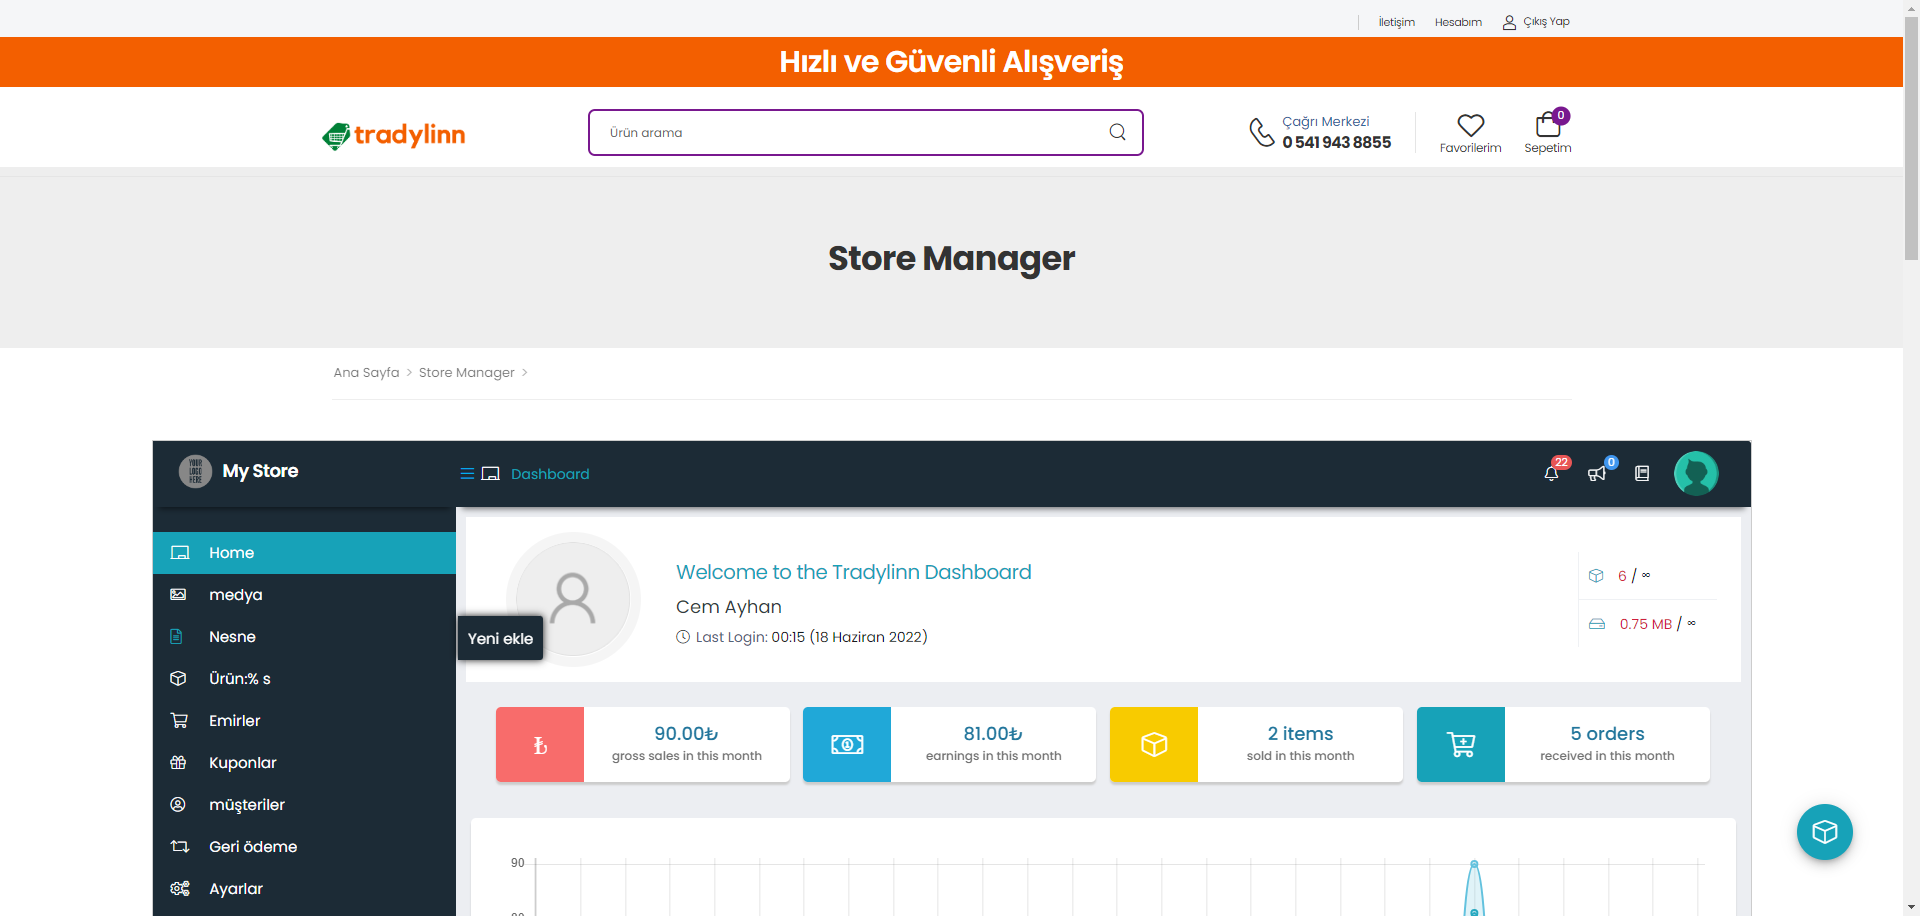 İletişim
Hesabım
Çıkış Yap
Hızlı ve Güvenli Alışveriş
tradylinn
Ürün arama
Çağrı Merkezi
0 541 943 8855
Favorilerim
0
Sepetim
Store Manager
Ana Sayfa > Store Manager >
YOUR
LOGO
HERE
My Store
Dashboard
22
0
Home
medya
Nesne
Yeni ekle
Ürün:% s
Emirler
Kuponlar
müşteriler
Geri ödeme
Ayarlar
Welcome to the Tradylinn Dashboard
Cem Ayhan
Last Login: 00:15 (18 Haziran 2022)
6 / ∞
0.75 MB / ∞
₺
90.00₺
gross sales in this month
81.00₺
earnings in this month
2 items
sold in this month
5 orders
received in this month
90